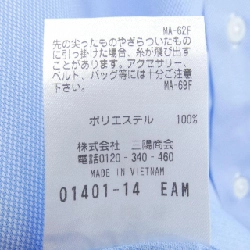 MA-62F
先の尖ったものやざらついたもの
に引っ掛けた場合、糸が飛び出す
ことがあります。アクセサリー、
ベルト、バッグ等には十分ご注意
下さい。
MA-69F
ポリエステル 100%
株式会社 三陽商会
電話0120-340-460
MADE IN VIETNAM
01401-14 EAM